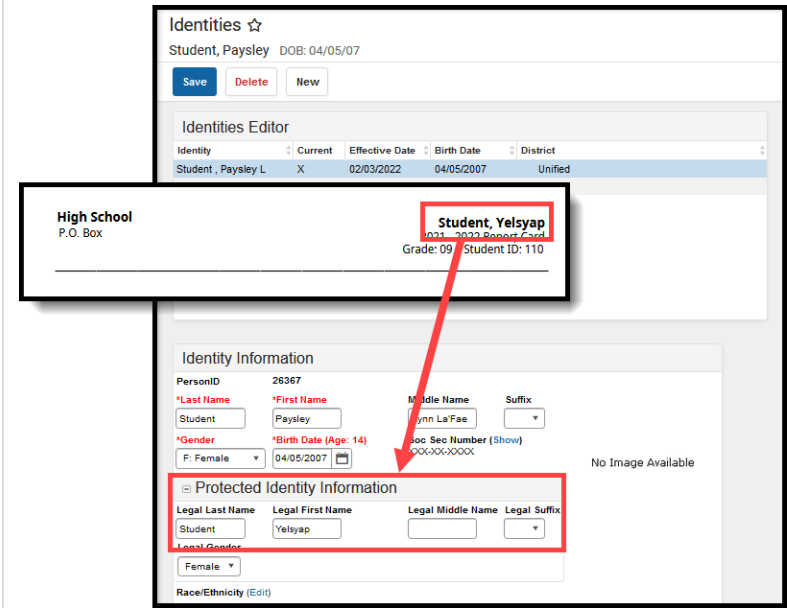 Identities
Student, Paysley DOB: 04/05/07
Save Delete New
Identities Editor
Identity Current Effective Date Birth Date District
Student , Paysley L X 02/03/2022 04/05/2007 Unified
High School Student, Yelsyap
P.O. Box 2021 - 2022 Report Card
Grade: 09 Student ID: 110
Identity Information
PersonID 26367
*Last Name *First Name Middle Name Suffix
Student Paysley Lynn La'Fae
*Gender *Birth Date (Age: 14) Soc Sec Number (Show)
F: Female 04/05/2007 XXX-XX-XXXX
No Image Available
Protected Identity Information
Legal Last Name Legal First Name Legal Middle Name Legal Suffix
Student Yelsyap
Legal Gender
Female
Race/Ethnicity (Edit)